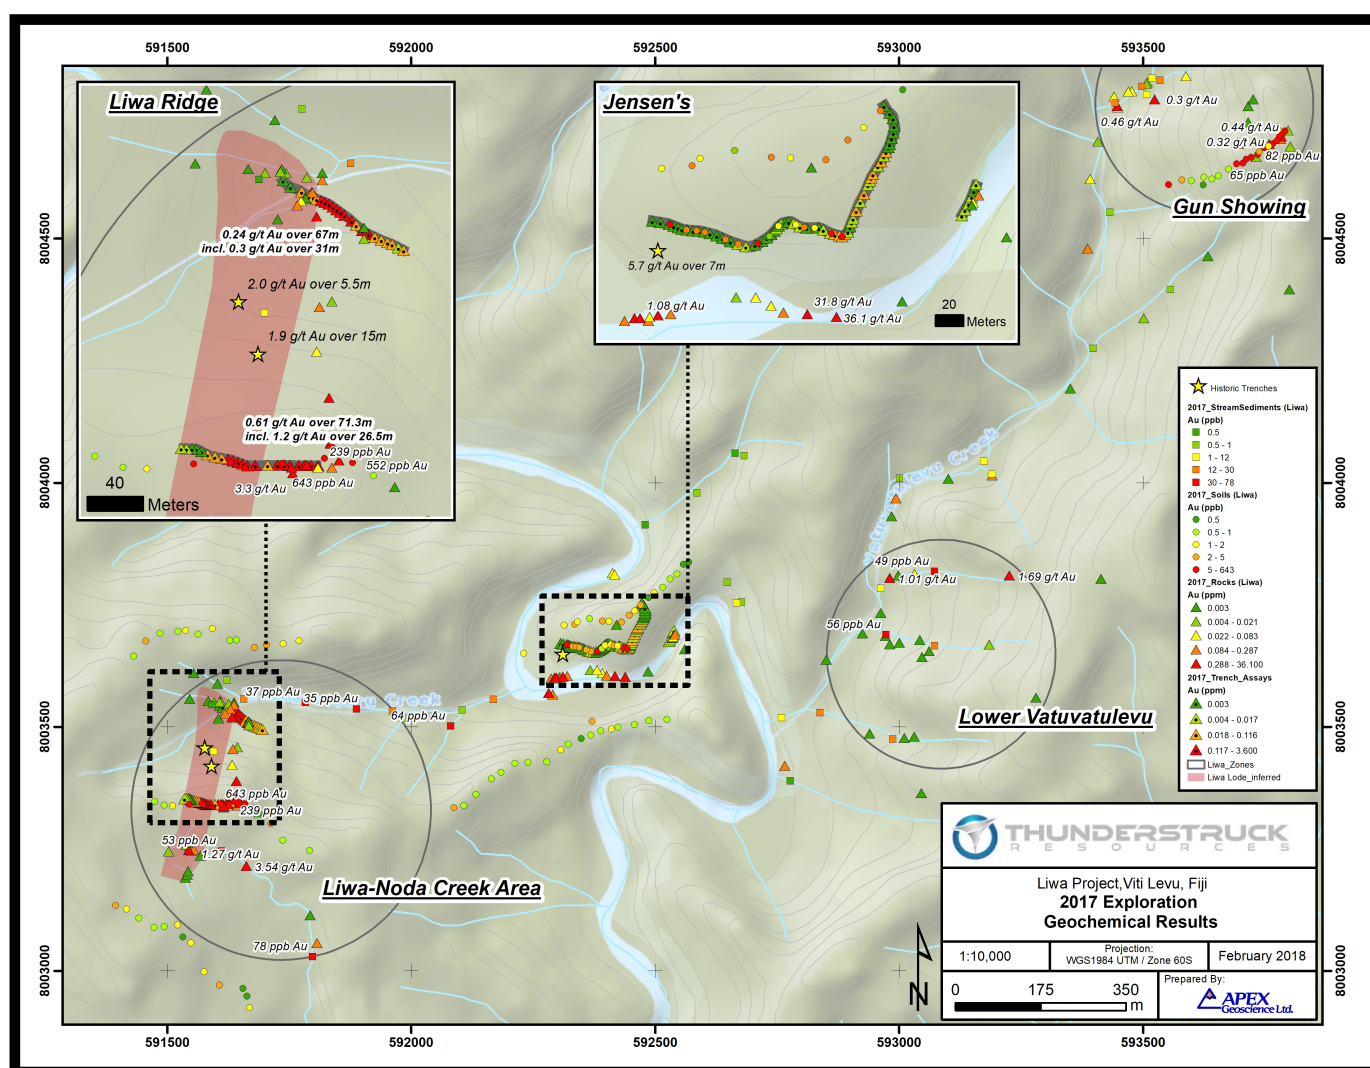 591500
592000
592500
593000
593500
8004500
8004000
8003500
8003000
8004500
8004000
8003500
8003000
591500
592000
592500
593000
593500
Liwa Ridge
0.24 g/t Au over 67m
incl. 0.3 g/t Au over 31m
2.0 g/t Au over 5.5m
1.9 g/t Au over 15m
0.61 g/t Au over 71.3m
incl. 1.2 g/t Au over 26.5m
239 ppb Au
552 ppb Au
643 ppb Au
3.3 g/t Au
40
Meters
Jensen's
5.7 g/t Au over 7m
1.08 g/t Au
31.8 g/t Au
36.1 g/t Au
20
Meters
0.3 g/t Au
0.46 g/t Au
0.44 g/t Au
0.32 g/t Au
82 ppb Au
65 ppb Au
Gun Showing
Vatuvatulevu Creek
49 ppb Au
1.01 g/t Au
1.69 g/t Au
56 ppb Au
Lower Vatuvatulevu
37 ppb Au
35 ppb Au
Creek
64 ppb Au
643 ppb Au
239 ppb Au
53 ppb Au
1.27 g/t Au
3.54 g/t Au
Liwa-Noda Creek Area
78 ppb Au
Historic Trenches
2017_StreamSediments (Liwa)
Au (ppb)
0.5
0.5 - 1
1 - 12
12 - 30
30 - 78
2017_Soils (Liwa)
Au (ppb)
0.5
0.5 - 1
1 - 2
2 - 5
5 - 643
2017_Rocks (Liwa)
Au (ppm)
0.003
0.004 - 0.021
0.022 - 0.083
0.084 - 0.287
0.288 - 36.100
2017_Trench_Assays
Au (ppm)
0.003
0.004 - 0.017
0.018 - 0.116
0.117 - 3.600
Liwa_Zones
Liwa Lode_inferred
THUNDERSTRUCK
RESOURCES
Liwa Project,Viti Levu, Fiji
2017 Exploration
Geochemical Results
1:10,000
Projection:
WGS1984 UTM / Zone 60S
February 2018
0 175 350
m
Prepared By:
APEX
Geoscience Ltd.
N